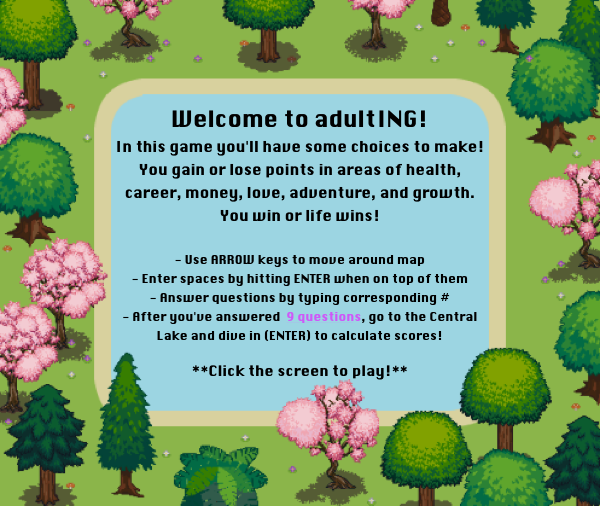 Welcome to adultING!
In this game you'll have some choices to make!
You gain or lose points in areas of health,
career, money, love, adventure, and growth.
You win or life wins!
- Use ARROW keys to move around map
- Enter spaces by hitting ENTER when on top of them
- Answer questions by typing corresponding #
- After you've answered 9 questions, go to the Central
Lake and dive in (ENTER) to calculate scores!
**Click the screen to play!**